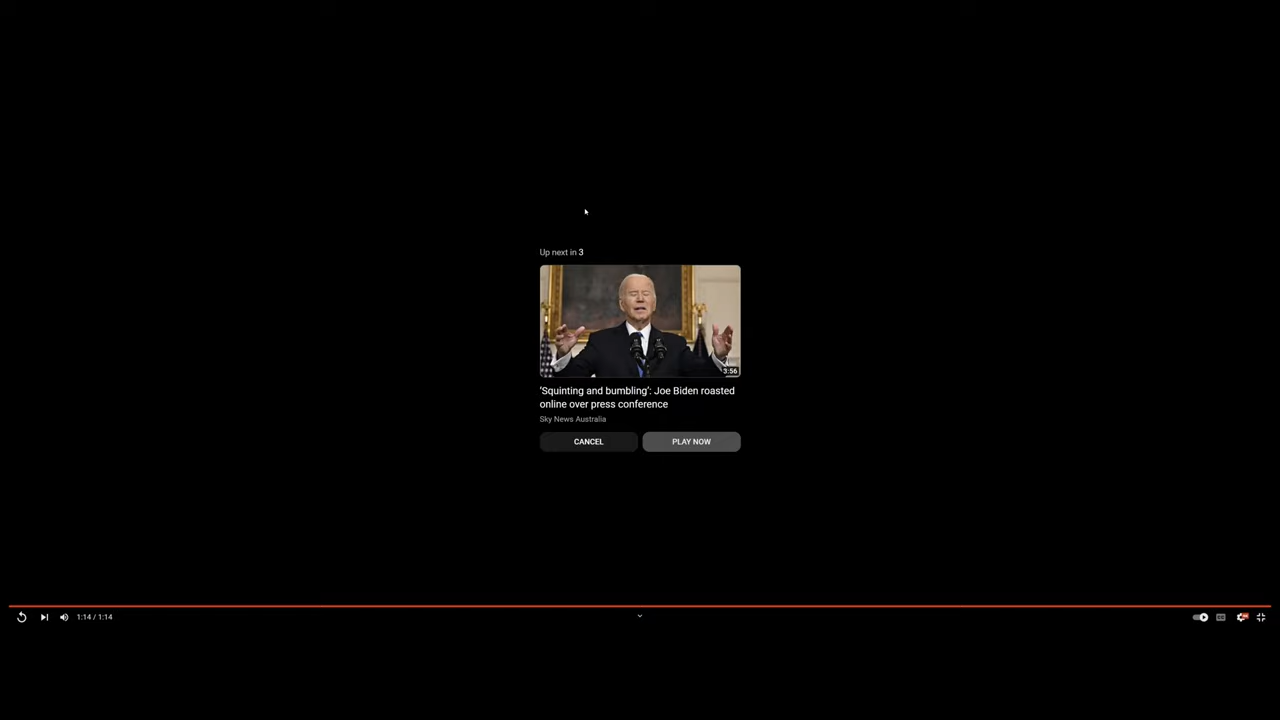 Up next in 3
3:56
‘Squinting and bumbling’: Joe Biden roasted
online over press conference
Sky News Australia
CANCEL PLAY NOW
1:14 / 1:14